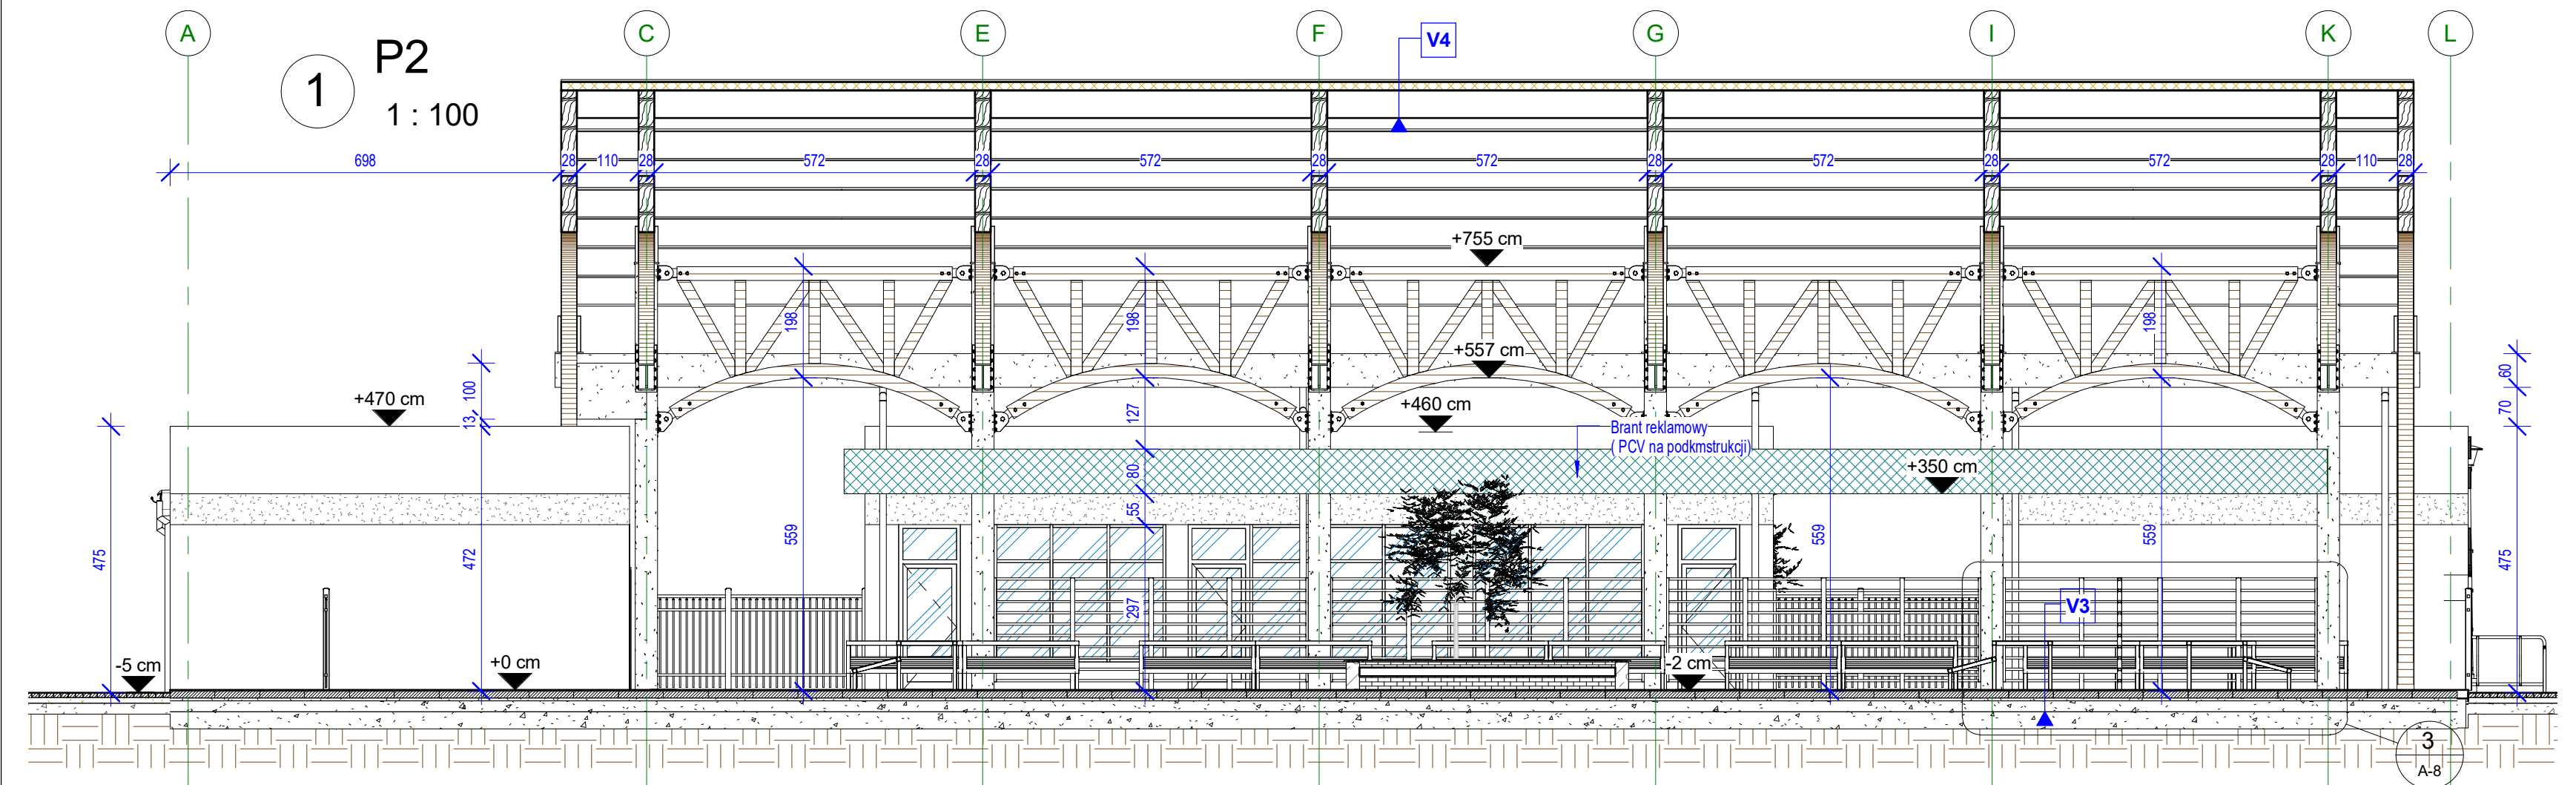 A
C
E
F
G
I
K
L
1
P2
1 : 100
V4
698
28
110
28
572
28
572
28
572
28
572
28
572
28
110
28
+755 cm
198
198
198
+557 cm
+470 cm
100
13
+460 cm
127
60
70
Brant reklamowy
( PCV na podkmstrukcji)
80
+350 cm
55
475
472
559
297
559
559
475
V3
-5 cm
+0 cm
-2 cm
3
A-8